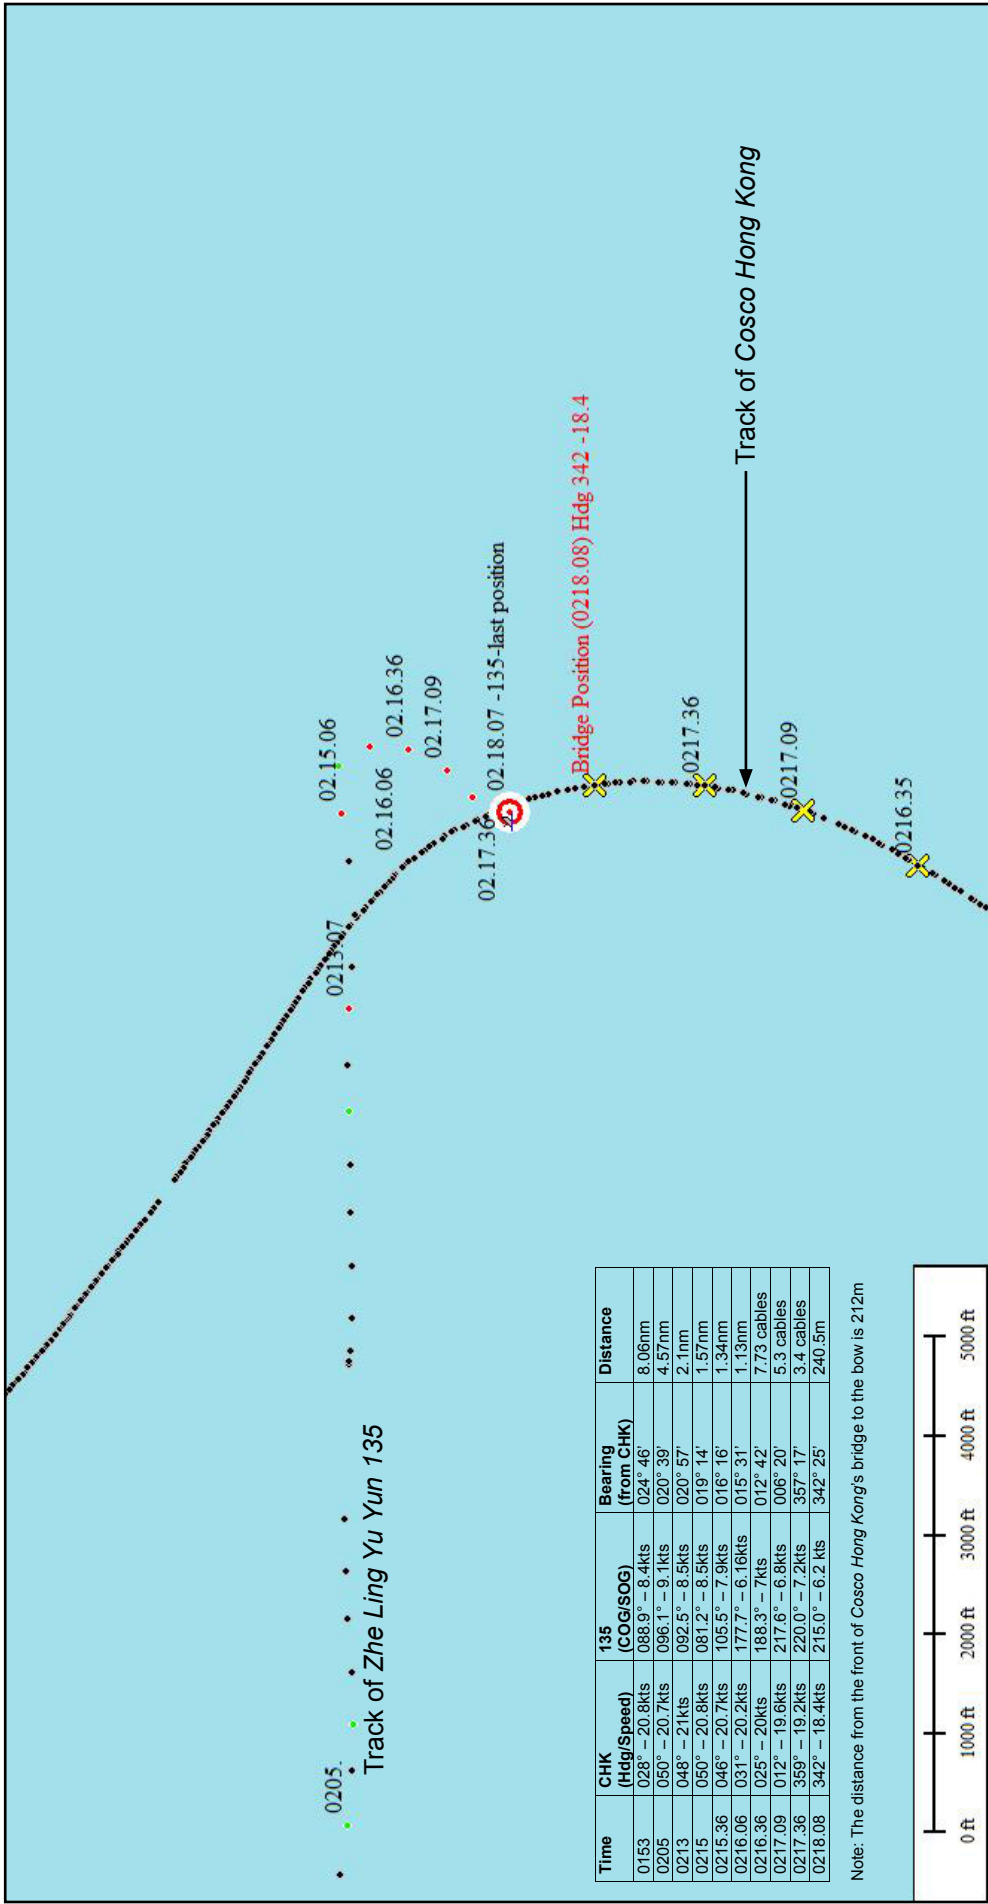 02.15.06
02.16.06
02.16.36
02.17.09
02.17.36
02.18.07 -135-last position
0213.07
0205.
Track of Zhe Ling Yu Yun 135
Bridge Position (0218.08) Hdg 342 -18.4
0217.36
Track of Cosco Hong Kong
0217.09
0216.35
Time CHK (Hdg/Speed) 135 (COG/SOG) Bearing (from CHK) Distance
0153 028° – 20.8kts 088.9° – 8.4kts 024° 46' 8.06nm
0205 050° – 20.7kts 096.1° – 9.1kts 020° 39' 4.57nm
0213 048° – 21kts 092.5° – 8.5kts 020° 57' 2.1nm
0215 050° – 20.8kts 081.2° – 8.5kts 019° 14' 1.57nm
0215.36 046° – 20.7kts 105.5° – 7.9kts 016° 16' 1.34nm
0216.06 031° – 20.2kts 177.7° – 6.16kts 015° 31' 1.13nm
0216.36 025° – 20kts 188.3° – 7kts 012° 42' 7.73 cables
0217.09 012° – 19.6kts 217.6° – 6.8kts 006° 20' 5.3 cables
0217.36 359° – 19.2kts 220.0° – 7.2kts 357° 17' 3.4 cables
0218.08 342° – 18.4kts 215.0° – 6.2 kts 342° 25' 240.5m
Note: The distance from the front of Cosco Hong Kong's bridge to the bow is 212m
0 ft 1000 ft 2000 ft 3000 ft 4000 ft 5000 ft